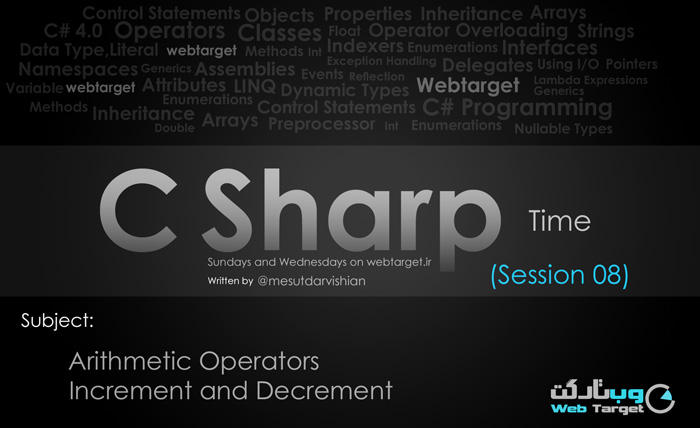 Control Statements Objects Properties Inheritance Arrays
C# 4.0 Operators Classes Float Operator Overloading Strings
Data Type,Literal webtarget Methods Int Indexers Enumerations Interfaces
Namespaces Generics Assemblies Events Exception Handling Reflection Delegates Using I/O Pointers
Variable webtarget Attributes LINQ Dynamic Types Webtarget Lambda Expressions Generics
Methods Inheritance Enumerations Control Statements C# Programming
Double Arrays Preprocessor Int Enumerations Nullable Types
C Sharp Time
Sundays and Wednesdays on webtarget.ir
Written by @mesutdarvishian
(Session 08)
Subject:
Arithmetic Operators
Increment and Decrement
وب‌تارگت
Web Target